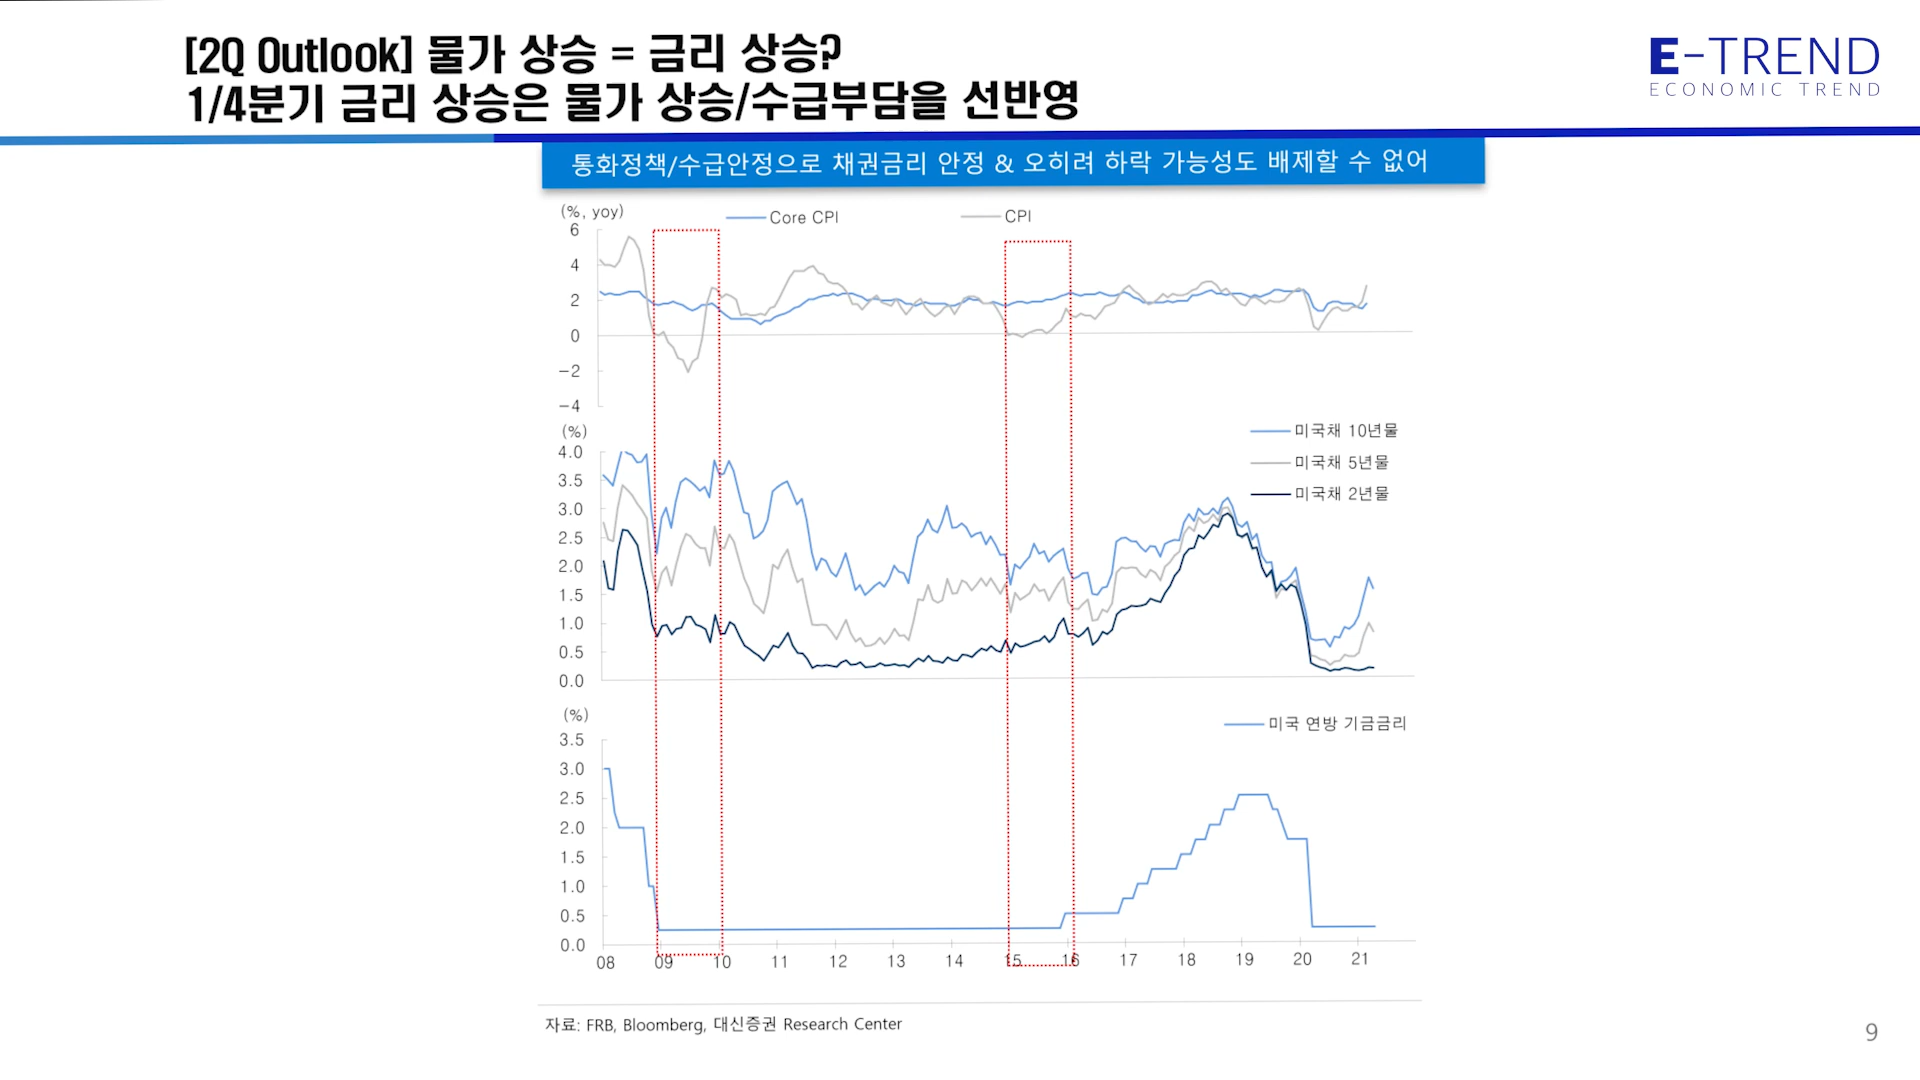 [2Q Outlook] 물가 상승 = 금리 상승?
1/4분기 금리 상승은 물가 상승/수급부담을 선반영
E-TREND
ECONOMIC TREND
통화정책/수급안정으로 채권금리 안정 & 오히려 하락 가능성도 배제할 수 없어
(%, yoy)
Core CPI
CPI
6
4
2
0
-2
-4
(%)
미국채 10년물
미국채 5년물
미국채 2년물
4.0
3.5
3.0
2.5
2.0
1.5
1.0
0.5
0.0
(%)
미국 연방 기금금리
3.5
3.0
2.5
2.0
1.5
1.0
0.5
0.0
08 09 10 11 12 13 14 15 16 17 18 19 20 21
자료: FRB, Bloomberg, 대신증권 Research Center
9